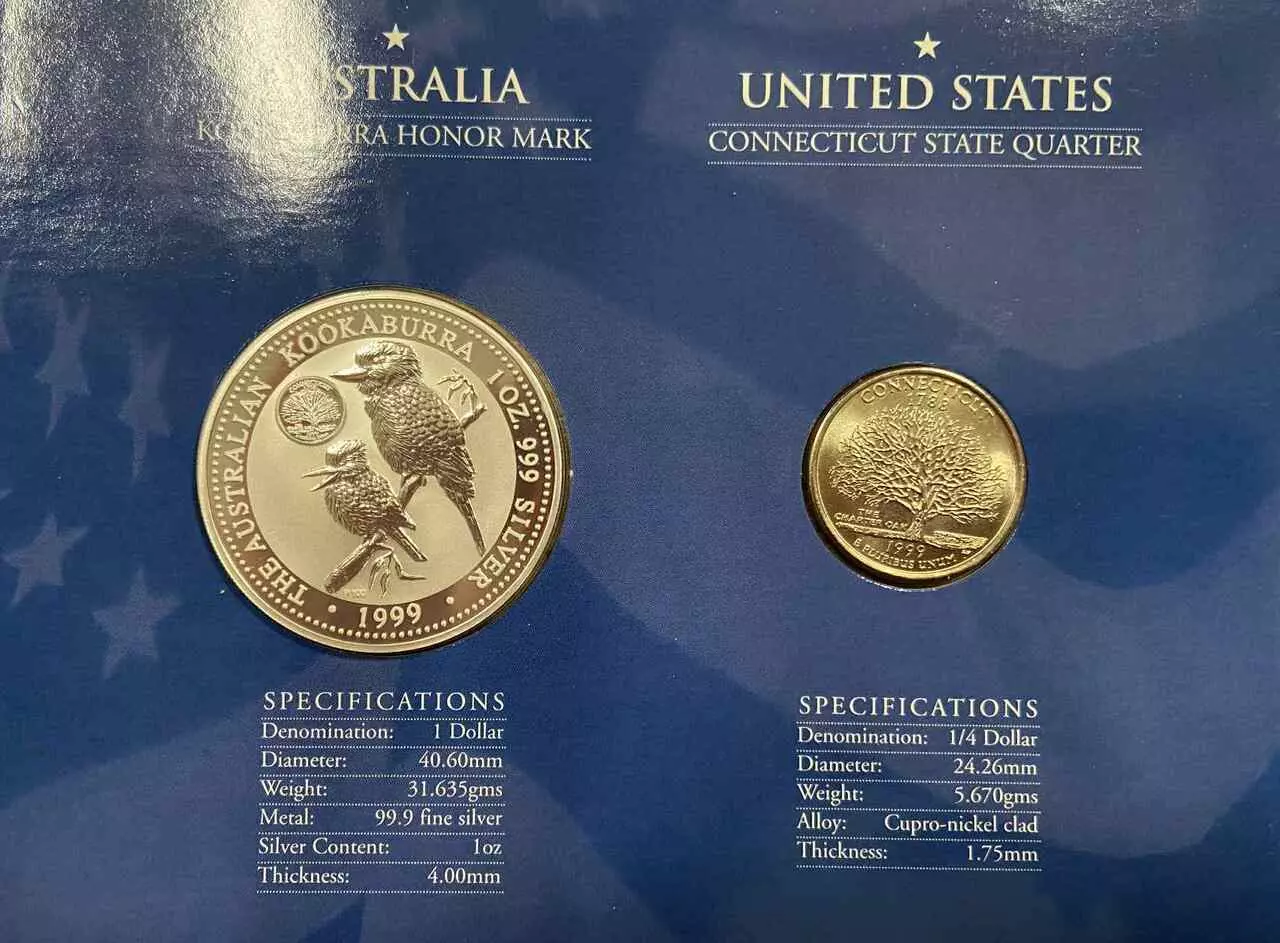 STRALIA
HONOR MARK
THE AUSTRALIAN KOOKABURRA 1 OZ. 999 SILVER
1999
SPECIFICATIONS
Denomination: 1 Dollar
Diameter: 40.60mm
Weight: 31.635gms
Metal: 99.9 fine silver
Silver Content: 1oz
Thickness: 4.00mm
UNITED STATES
CONNECTICUT STATE QUARTER
CONNECTICUT
1788
THE
CHARTER OAK
1999
E PLURIBUS UNUM
SPECIFICATIONS
Denomination: 1/4 Dollar
Diameter: 24.26mm
Weight: 5.670gms
Alloy: Cupro-nickel clad
Thickness: 1.75mm